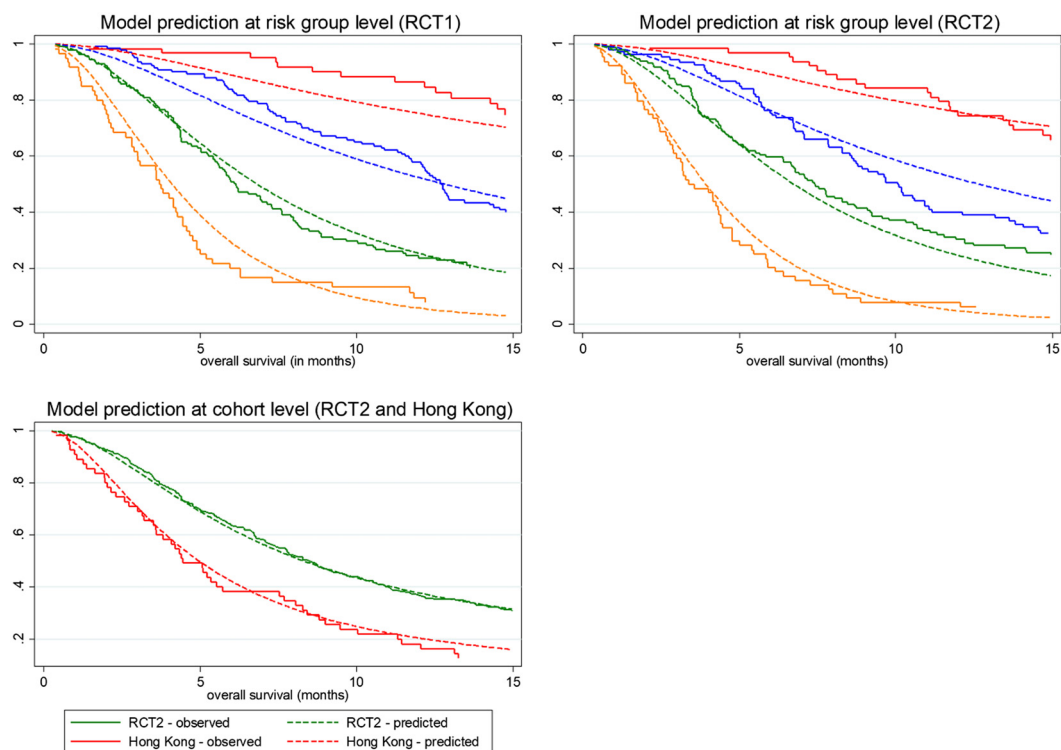 Model prediction at risk group level (RCT1)
1
.8
.6
.4
.2
0
0 5 10 15
overall survival (in months)
Model prediction at risk group level (RCT2)
1
.8
.6
.4
.2
0
0 5 10 15
overall survival (months)
Model prediction at cohort level (RCT2 and Hong Kong)
1
.8
.6
.4
.2
0 5 10 15
overall survival (months)
RCT2 - observed RCT2 - predicted
Hong Kong - observed Hong Kong - predicted